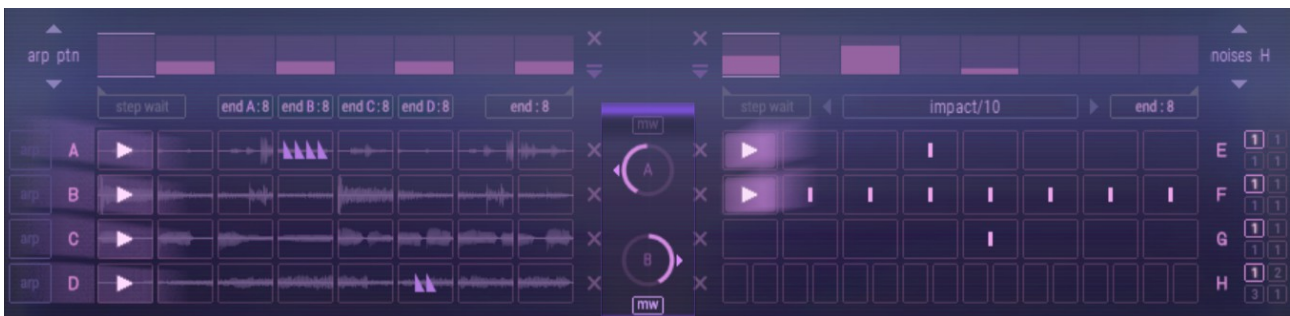 arp ptn
noises H
step wait end A:8 end B:8 end C:8 end D:8 end:8
mw
step wait impact/10 end:8
arp A
A
E 1 1 1 1
arp B
F 1 1 1 1
arp C
B
G 1 1 1 1
arp D
H 1 2 3 1
mw